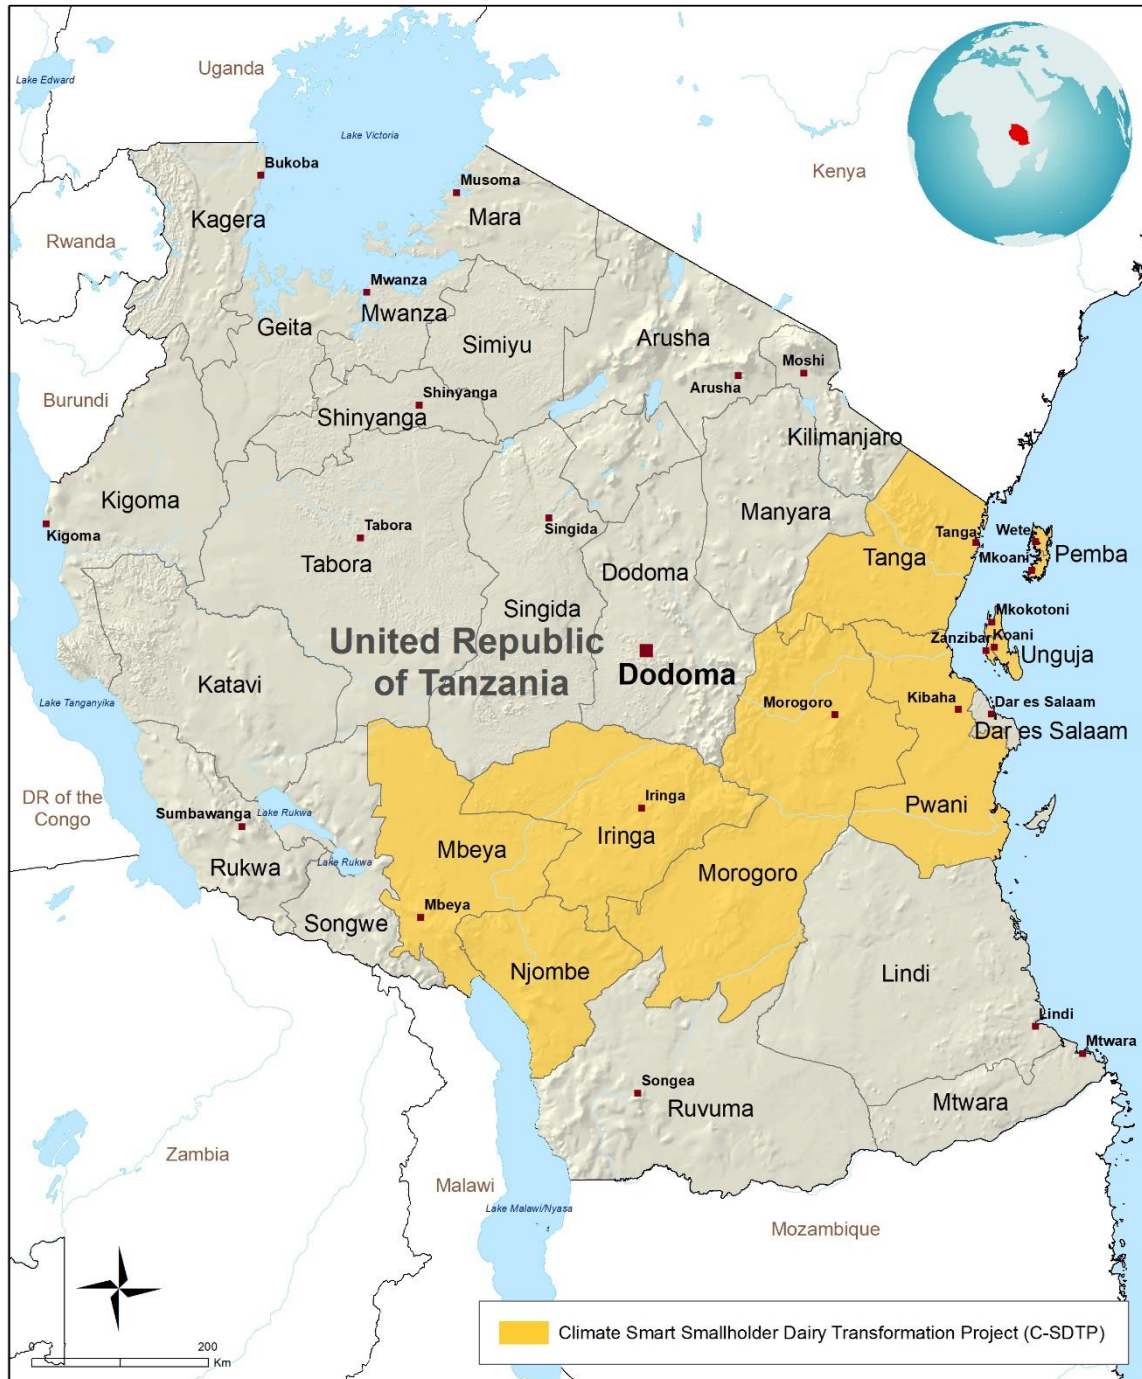 Uganda
Lake Edward
Lake Victoria
Kenya
Bukoba
Musoma
Kagera
Mara
Rwanda
Mwanza
Mwanza
Geita
Simiyu
Arusha
Moshi
Arusha
Burundi
Shinyanga
Shinyanga
Kilimanjaro
Kigoma
Kigoma
Tabora
Tabora
Singida
Singida
Manyara
Dodoma
Tanga
Tanga
Wete
Mkoani
Pemba
Mkokotoni
Zanzibar
Koani
Unguja
United Republic
of Tanzania
Dodoma
Katavi
Lake Tanganyika
Morogoro
Kibaha
Dar es Salaam
Dar es Salaam
DR of the
Congo
Sumbawanga
Lake Rukwa
Lake Rukwa
Rukwa
Mbeya
Mbeya
Iringa
Iringa
Pwani
Morogoro
Songwe
Njombe
Lindi
Lindi
Mtwara
Mtwara
Songea
Ruvuma
Zambia
Malawi
Lake Malawi/Nyasa
Mozambique
0 200
Km
Climate Smart Smallholder Dairy Transformation Project (C-SDTP)